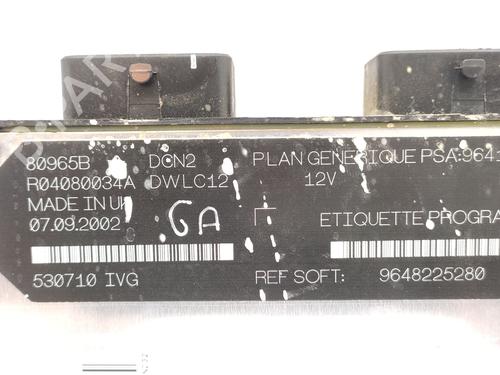 80965B DCN2 PLAN GENERIQUE PSA:9641
R04080034A DWLC12 12V
MADE IN UK
07.09.2002 GA ETIQUETTE PROGRA
530710 IVG REF SOFT: 9648225280